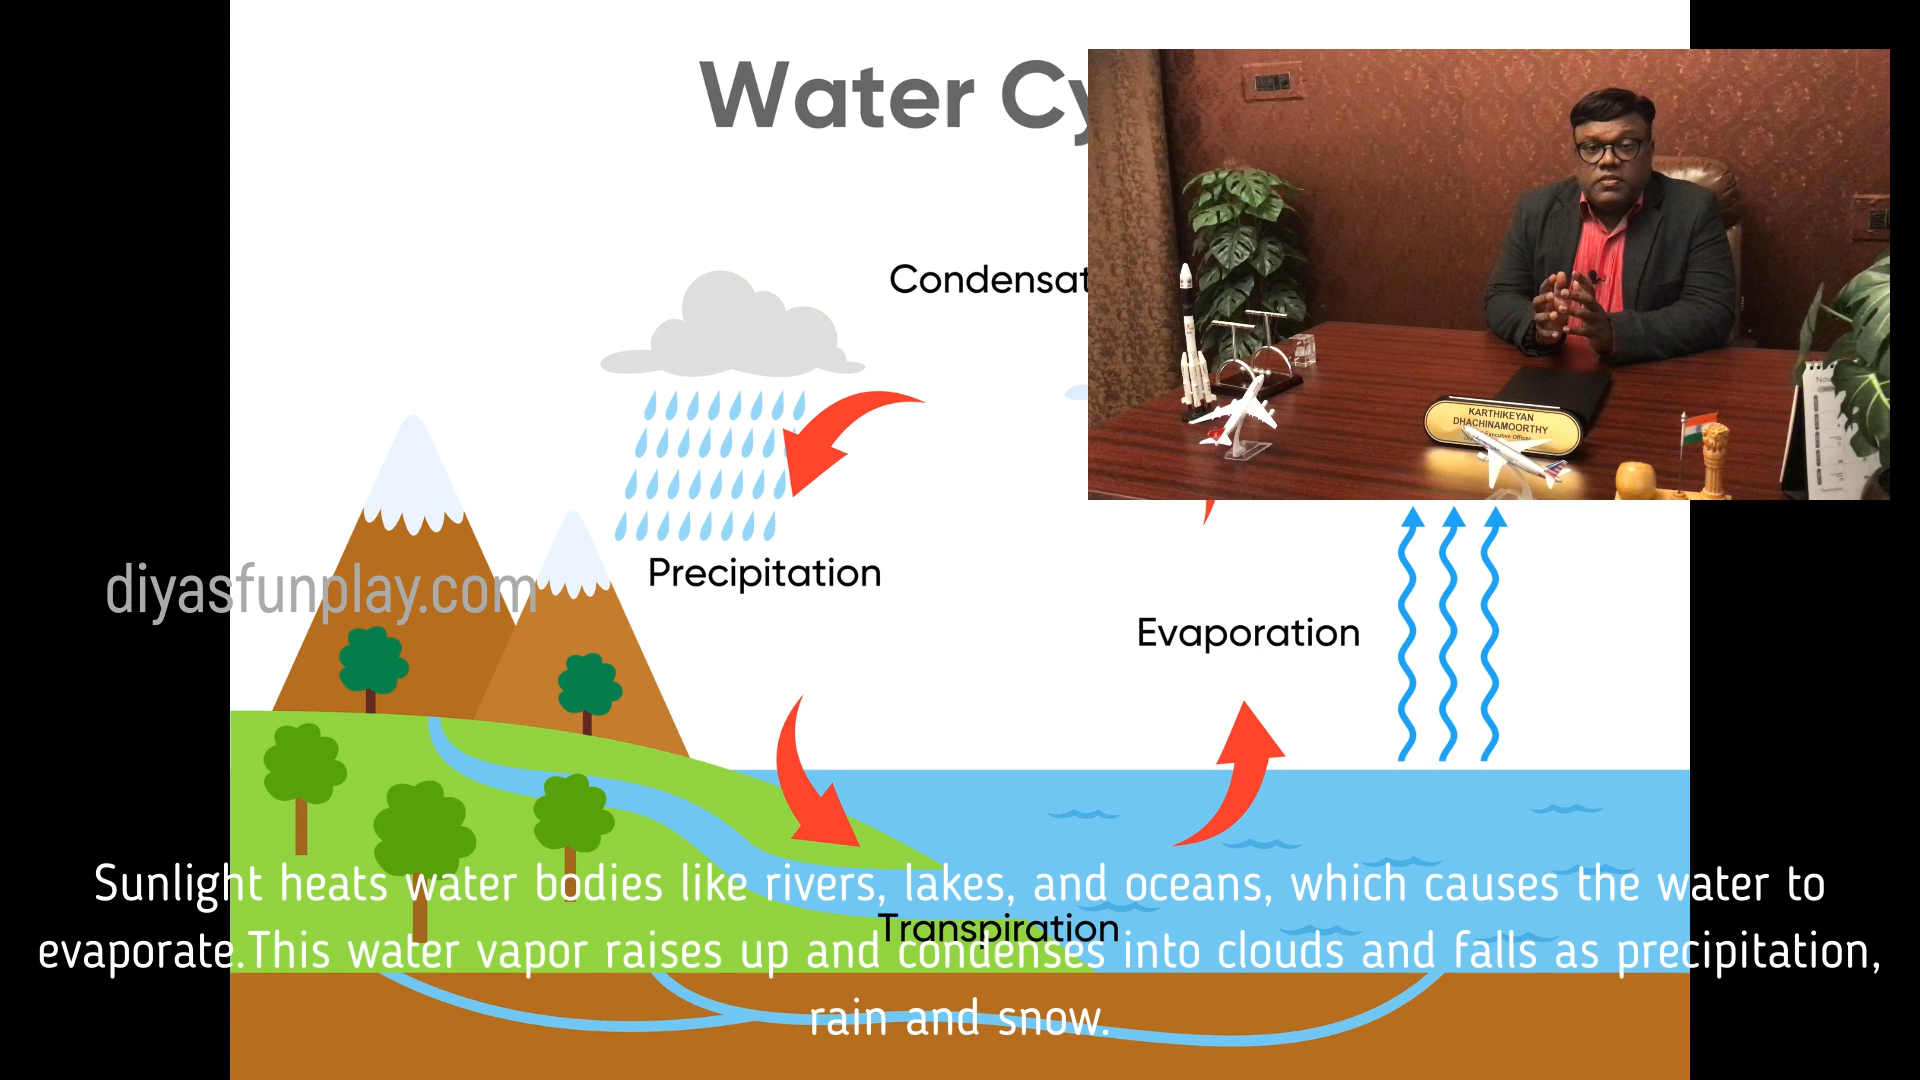 Water Cy
Condensat
KARTHIKEYAN
DHACHINAMOORTHY
Executive Officer
Precipitation
diyasfunplay.com
Evaporation
Sunlight heats water bodies like rivers, lakes, and oceans, which causes the water to
Transpiration
evaporate.This water vapor raises up and condenses into clouds and falls as precipitation,
rain and snow.